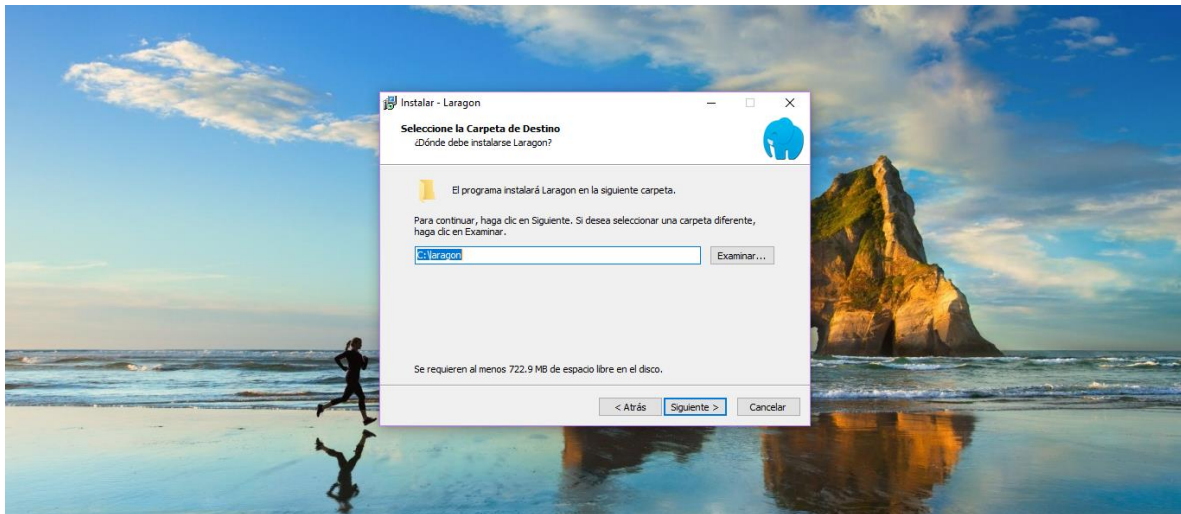 Instalar - Laragon
Seleccione la Carpeta de Destino
¿Dónde debe instalarse Laragon?
El programa instalará Laragon en la siguiente carpeta.
Para continuar, haga clic en Siguiente. Si desea seleccionar una carpeta diferente,
haga clic en Examinar.
C:\laragon
Examinar...
Se requieren al menos 722.9 MB de espacio libre en el disco.
< Atrás
Siguiente >
Cancelar